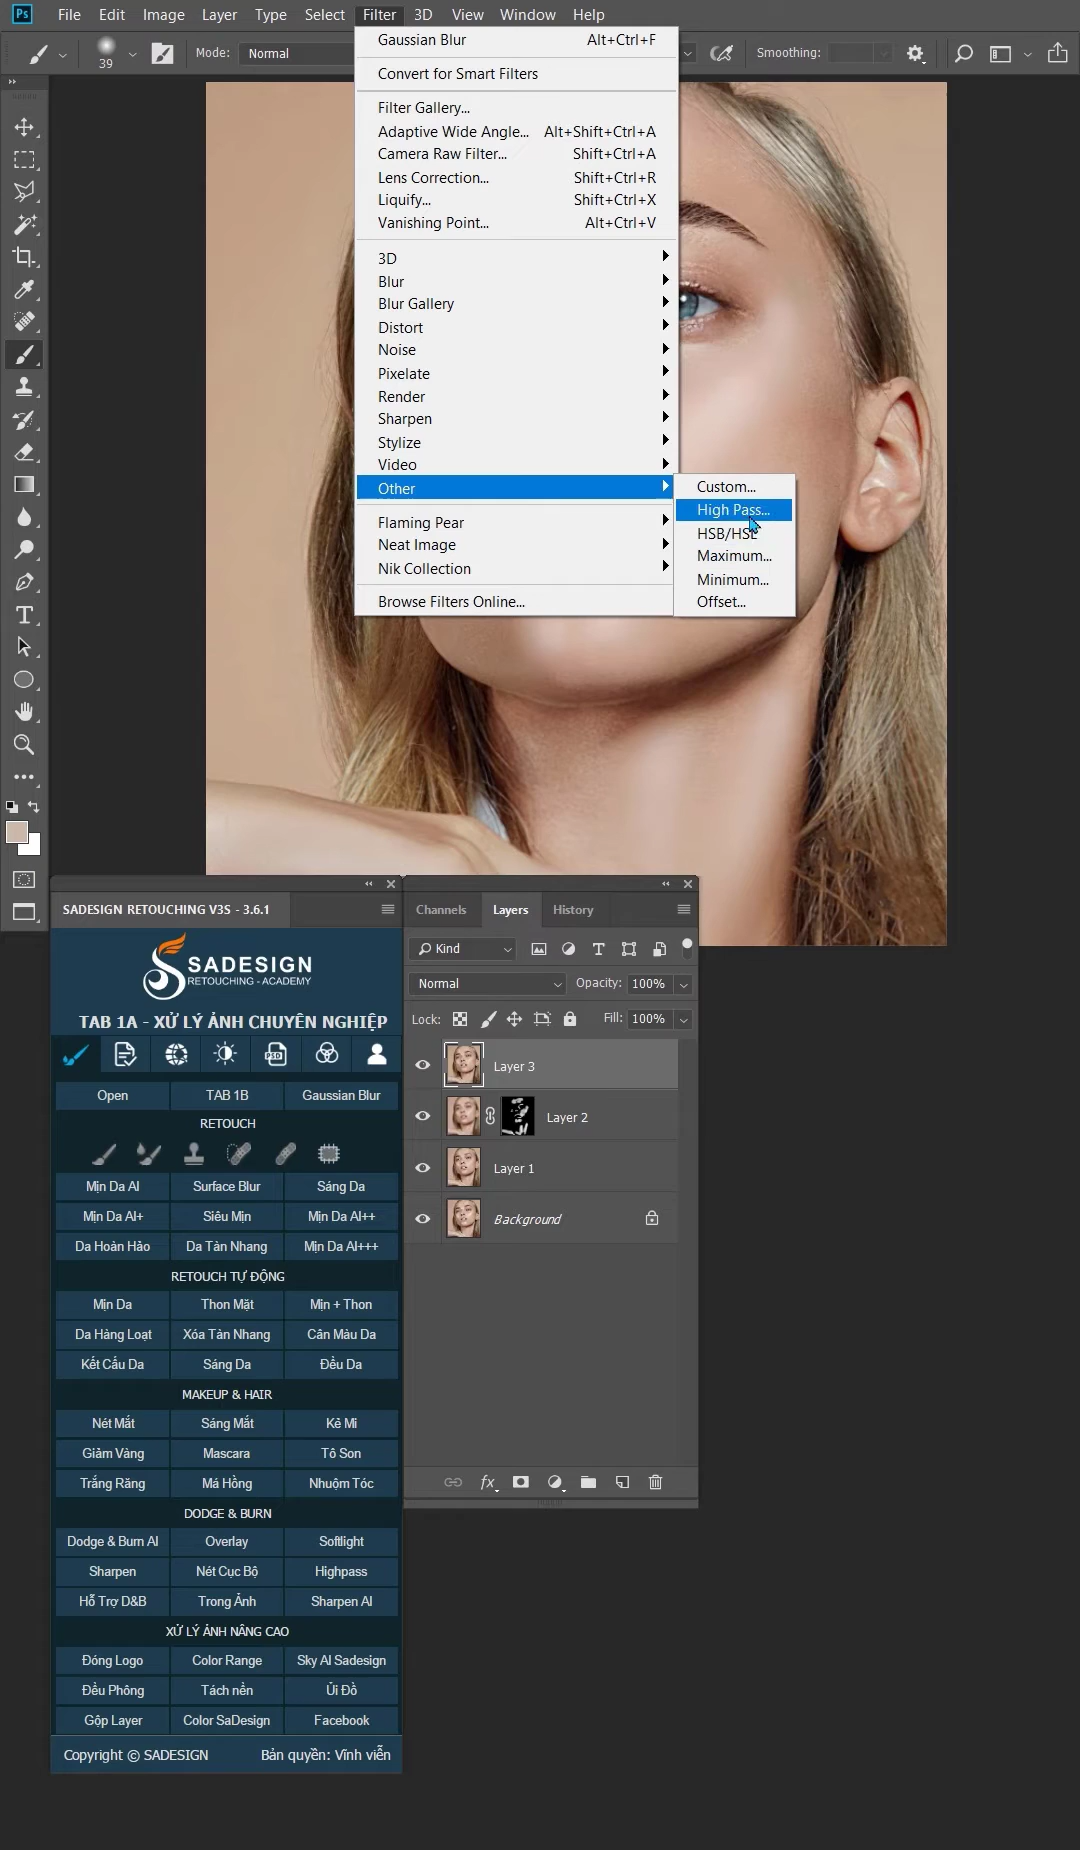 Ps File Edit Image Layer Type Select Filter 3D View Window Help
39 Mode: Normal Smoothing:
Gaussian Blur Alt+Ctrl+F
Convert for Smart Filters
Filter Gallery...
Adaptive Wide Angle... Alt+Shift+Ctrl+A
Camera Raw Filter... Shift+Ctrl+A
Lens Correction... Shift+Ctrl+R
Liquify... Shift+Ctrl+X
Vanishing Point... Alt+Ctrl+V
3D
Blur
Blur Gallery
Distort
Noise
Pixelate
Render
Sharpen
Stylize
Video
Other
Flaming Pear
Neat Image
Nik Collection
Browse Filters Online...
Custom...
High Pass...
HSB/HSL
Maximum...
Minimum...
Offset...
SADESIGN RETOUCHING V3S - 3.6.1
SADESIGN
RETOUCHING - ACADEMY
TAB 1A - XỬ LÝ ẢNH CHUYÊN NGHIỆP
PSD
Open TAB 1B Gaussian Blur
RETOUCH
Mịn Da AI Surface Blur Sáng Da
Mịn Da AI+ Siêu Mịn Mịn Da AI++
Da Hoàn Hảo Da Tàn Nhang Mịn Da AI+++
RETOUCH TỰ ĐỘNG
Mịn Da Thon Mặt Mịn + Thon
Da Hàng Loạt Xóa Tàn Nhang Cân Màu Da
Kết Cấu Da Sáng Da Đều Da
MAKEUP & HAIR
Nét Mắt Sáng Mắt Kẻ Mi
Giảm Vàng Mascara Tô Son
Trắng Răng Má Hồng Nhuộm Tóc
DODGE & BURN
Dodge & Burn AI Overlay Softlight
Sharpen Nét Cục Bộ Highpass
Hỗ Trợ D&B Trong Ảnh Sharpen AI
XỬ LÝ ẢNH NÂNG CAO
Đóng Logo Color Range Sky AI Sadesign
Đều Phông Tách nền Ủi Đồ
Gộp Layer Color SaDesign Facebook
Copyright © SADESIGN Bản quyền: Vĩnh viễn
Channels Layers History
Kind
Normal Opacity: 100%
Lock: Fill: 100%
Layer 3
Layer 2
Layer 1
Background
fx